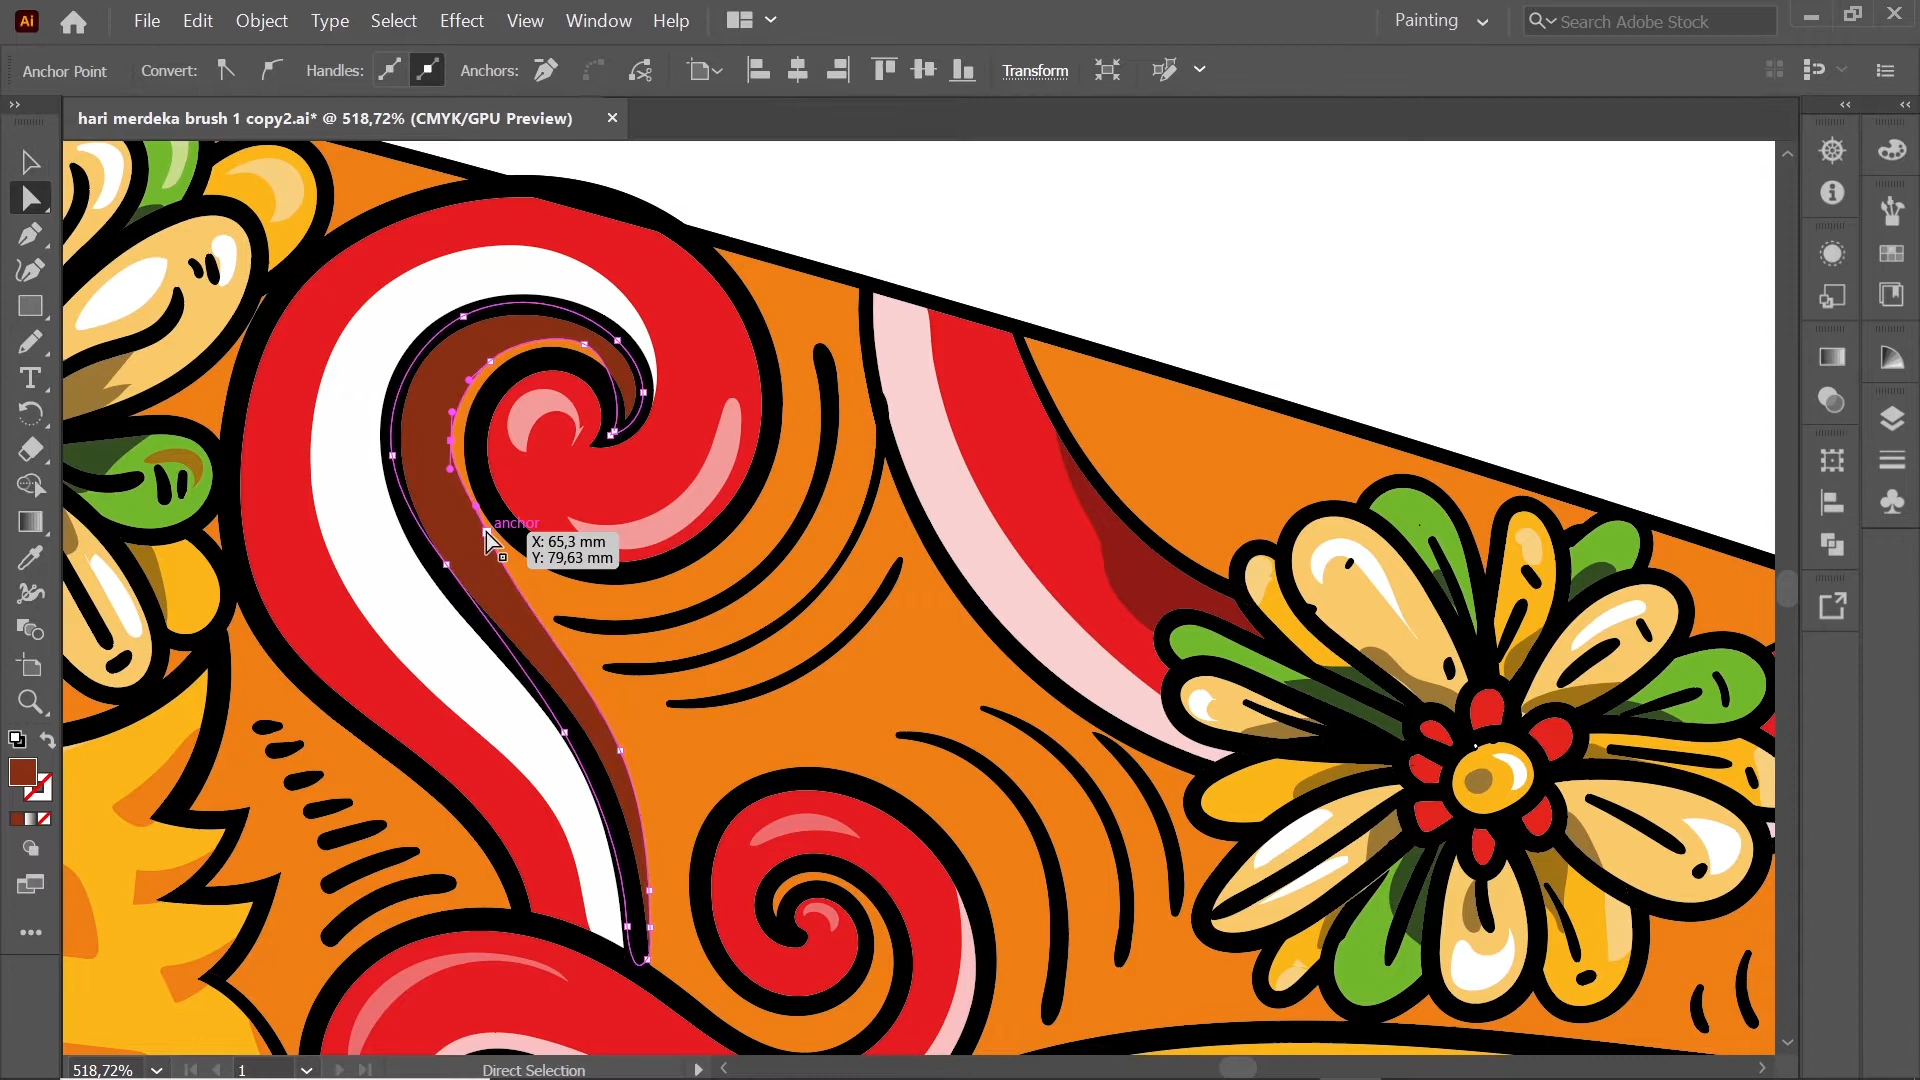 Ai File Edit Object Type Select Effect View Window Help Painting Search Adobe Stock
Anchor Point Convert: Handles: Anchors: Transform
hari merdeka brush 1 copy2.ai* @ 518,72% (CMYK/GPU Preview)
anchor
X: 65,3 mm
Y: 79,63 mm
518,72% 1 Direct Selection